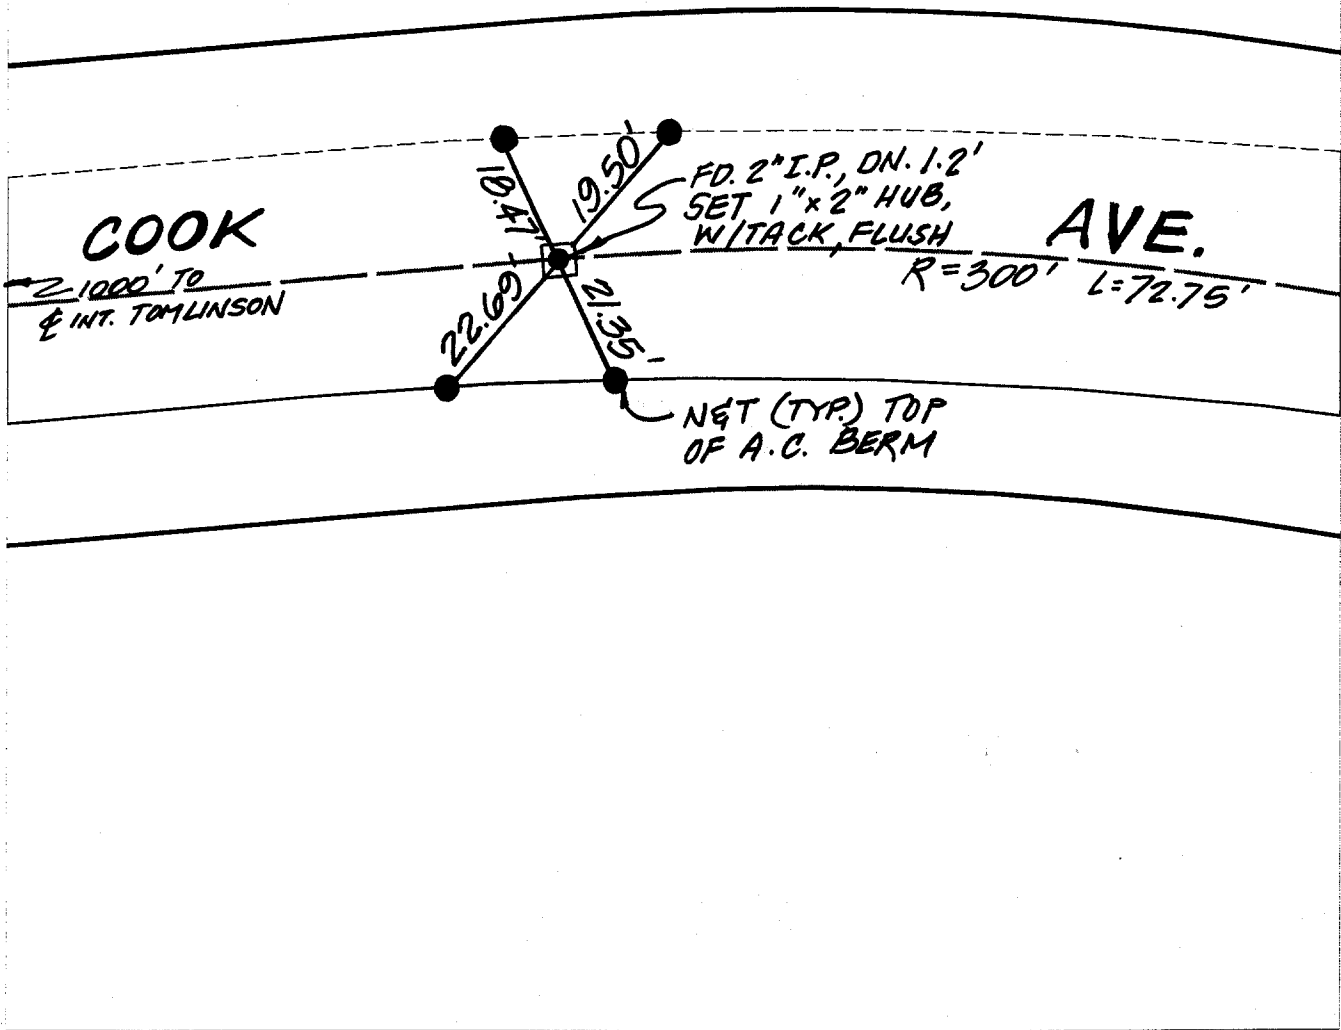 COOK AVE.
1000' TO
℄ INT. TOMLINSON
18.47'
19.50'
22.69'
21.35'
FD. 2" I.P., DN. 1.2'
SET 1" x 2" HUB,
W/TACK, FLUSH
R=300' L=72.75'
N&T (TYP.) TOP
OF A.C. BERM